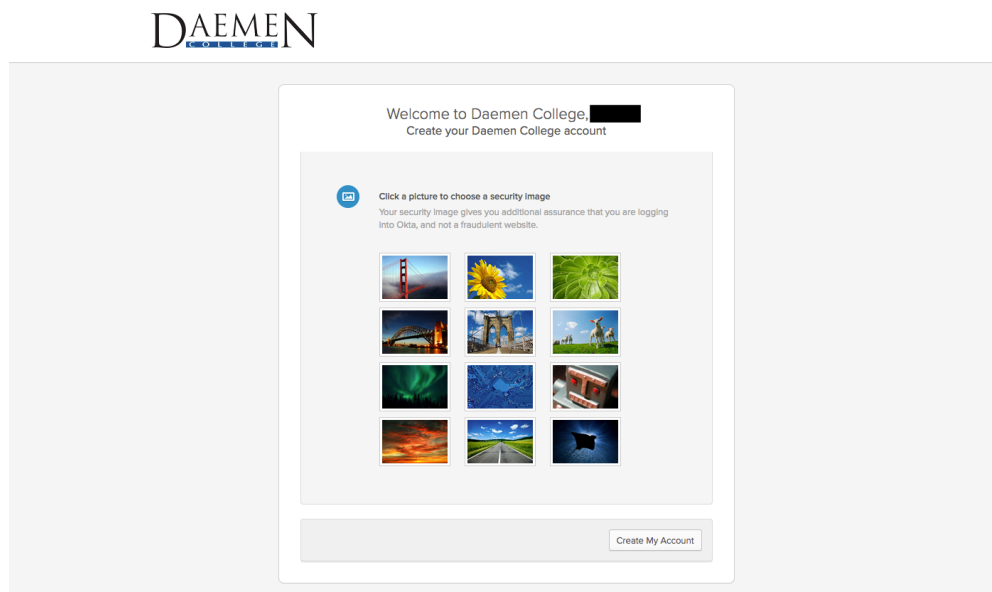 DAEMEN
COLLEGE
Welcome to Daemen College,
Create your Daemen College account
Click a picture to choose a security image
Your security image gives you additional assurance that you are logging
into Okta, and not a fraudulent website.
Create My Account